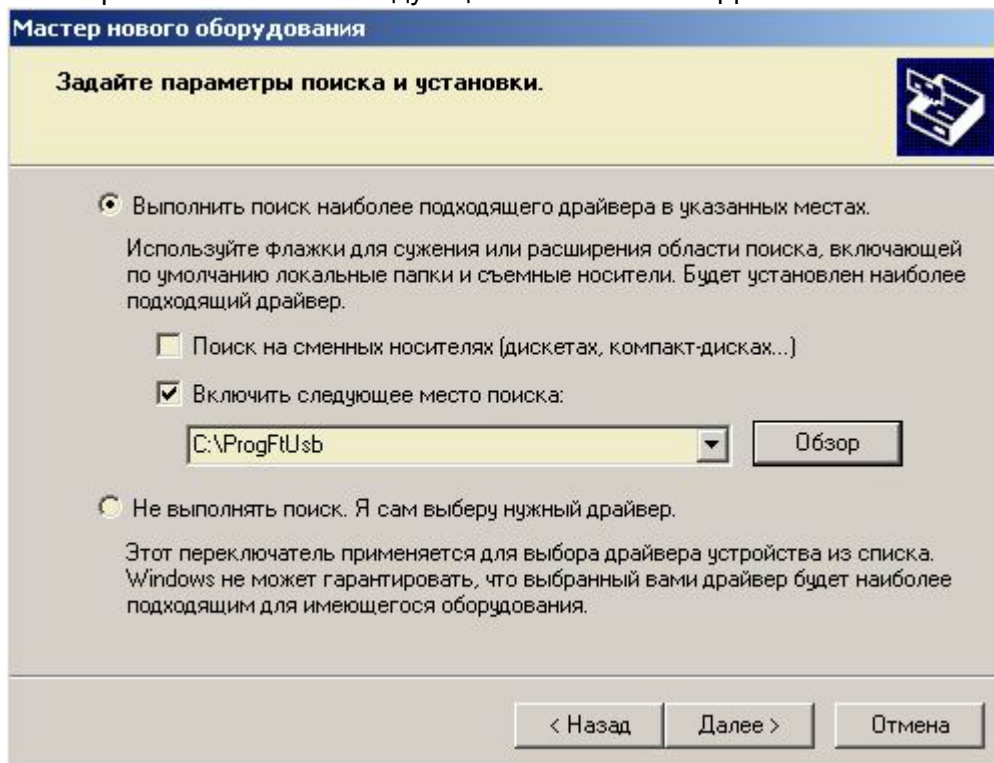 Мастер нового оборудования
Задайте параметры поиска и установки.
Выполнить поиск наиболее подходящего драйвера в указанных местах.
Используйте флажки для сужения или расширения области поиска, включающей
по умолчанию локальные папки и съемные носители. Будет установлен наиболее
подходящий драйвер.
Поиск на сменных носителях (дискетах, компакт-дисках...)
Включить следующее место поиска:
C:\ProgFtUsb
Обзор
Не выполнять поиск. Я сам выберу нужный драйвер.
Этот переключатель применяется для выбора драйвера устройства из списка.
Windows не может гарантировать, что выбранный вами драйвер будет наиболее
подходящим для имеющегося оборудования.
< Назад Далее > Отмена